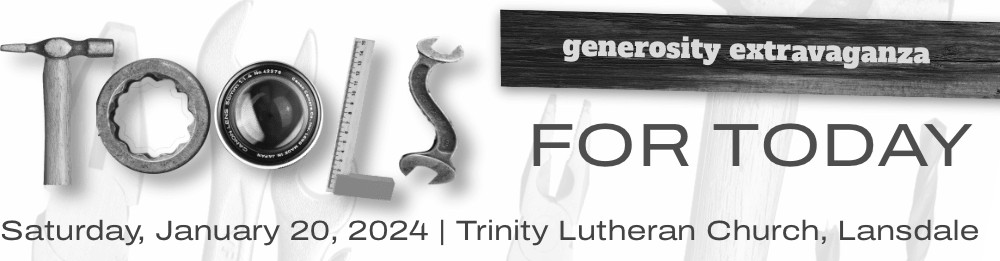 TOOLS
generosity extravaganza
FOR TODAY
Saturday, January 20, 2024 | Trinity Lutheran Church, Lansdale